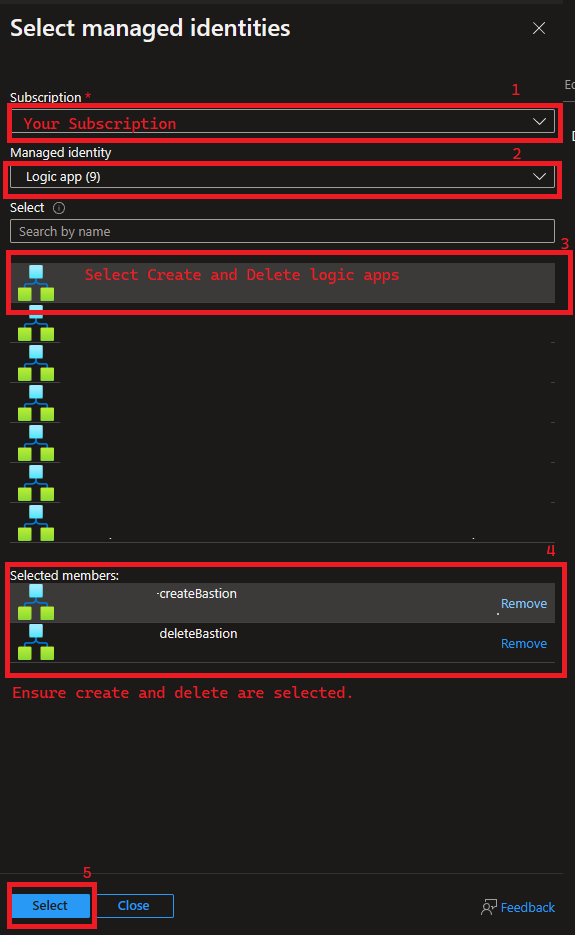 Select managed identities
Ec
1
Subscription *
Your Subscription
D
Managed identity
2
Logic app (9)
Select
Search by name
3
Select Create and Delete logic apps
4
Selected members:
-createBastion
Remove
deleteBastion
Remove
Ensure create and delete are selected.
5
Select
Close
Feedback